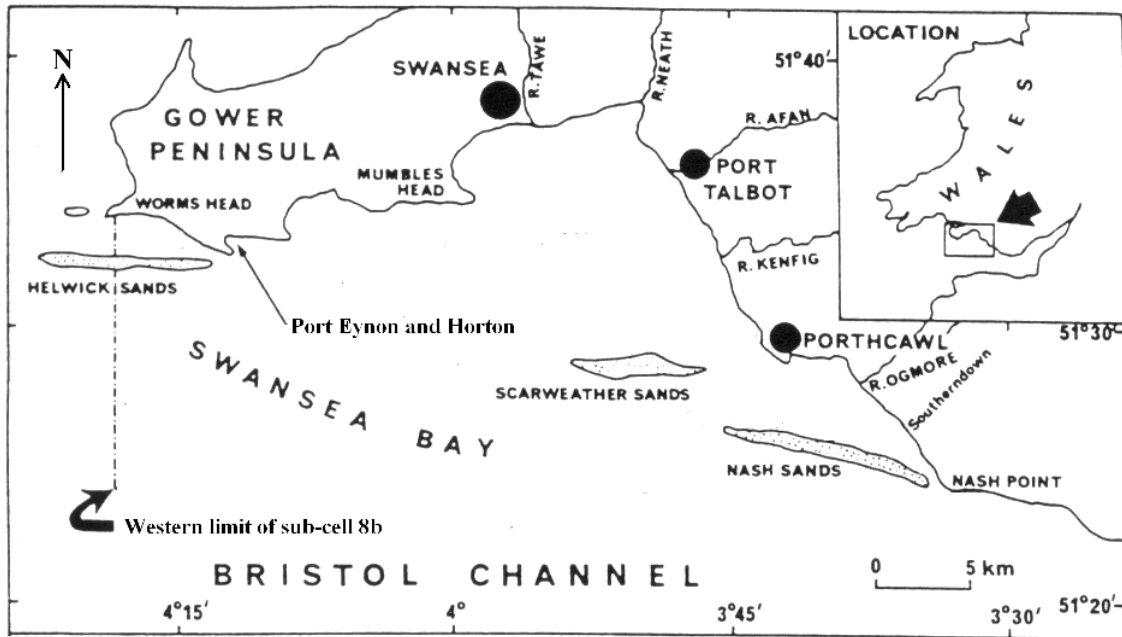 N
SWANSEA
R. TAWE
R. NEATH
51°40'
LOCATION
WALES
GOWER
PENINSULA
R. AFAN
MUMBLES
HEAD
PORT
TALBOT
WORMS HEAD
R. KENFIG
HELWICK SANDS
Port Eynon and Horton
51°30'
PORTHCAWL
SWANSEA BAY
SCARWEATHER SANDS
R. OGMORE
Southerndown
NASH SANDS
NASH POINT
Western limit of sub-cell 8b
BRISTOL CHANNEL
0 5 km
4°15'
4°
3°45'
3°30'
51°20'